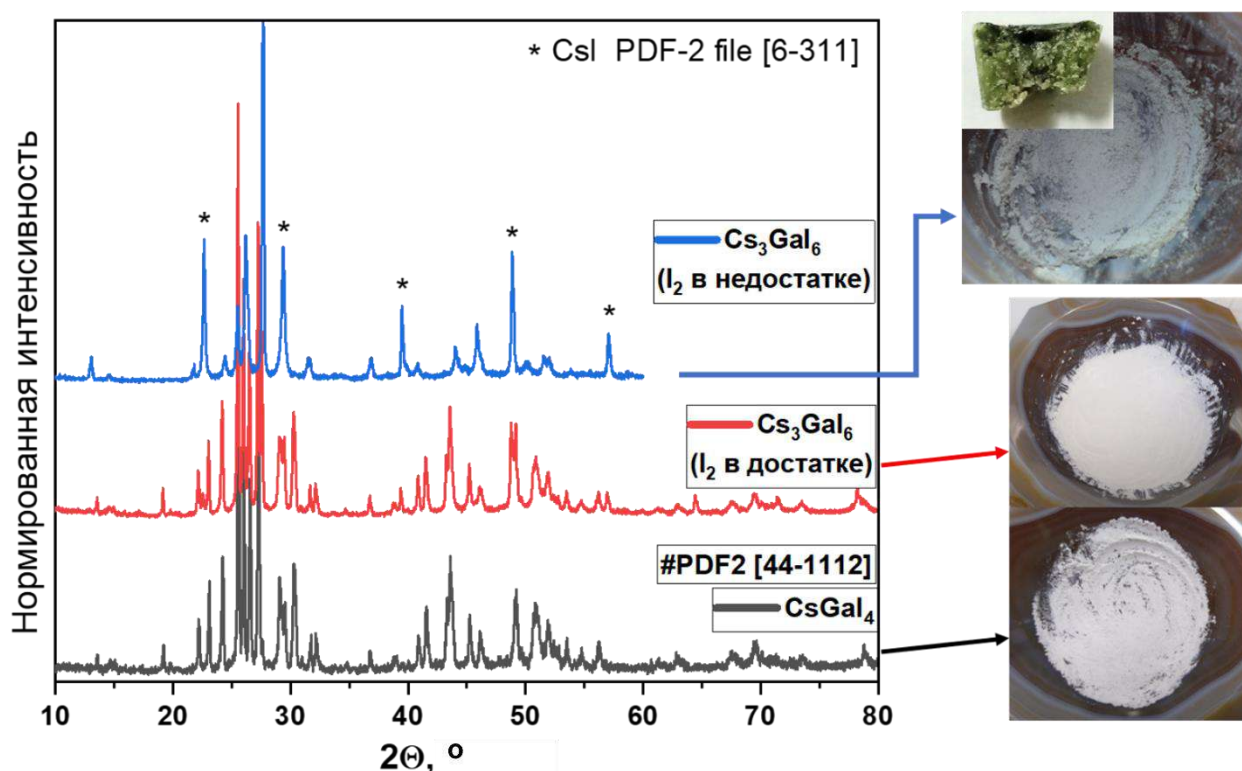 Нормированная интенсивность
* CsI PDF-2 file [6-311]
* * * * *
Cs₃GaI₆
(I₂ в недостатке)
Cs₃GaI₆
(I₂ в достатке)
#PDF2 [44-1112]
CsGaI₄
10 20 30 40 50 60 70 80
2Θ, °